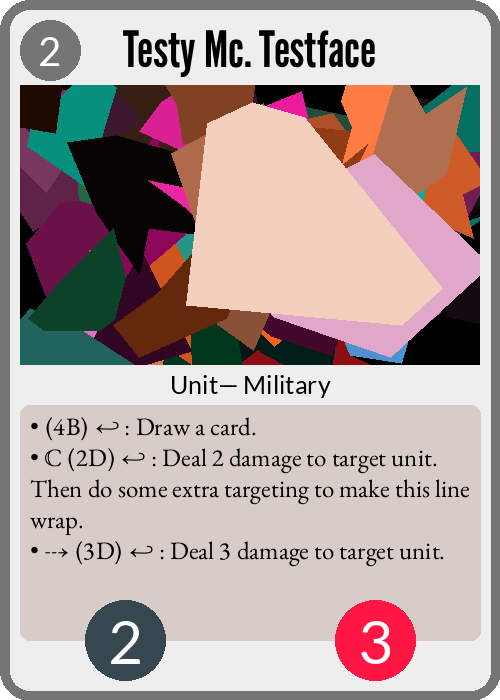 2
Testy Mc. Testface
Unit— Military
• (4B) ↩ : Draw a card.
• ℂ (2D) ↩ : Deal 2 damage to target unit.
Then do some extra targeting to make this line
wrap.
• ⤏ (3D) ↩ : Deal 3 damage to target unit.
2
3